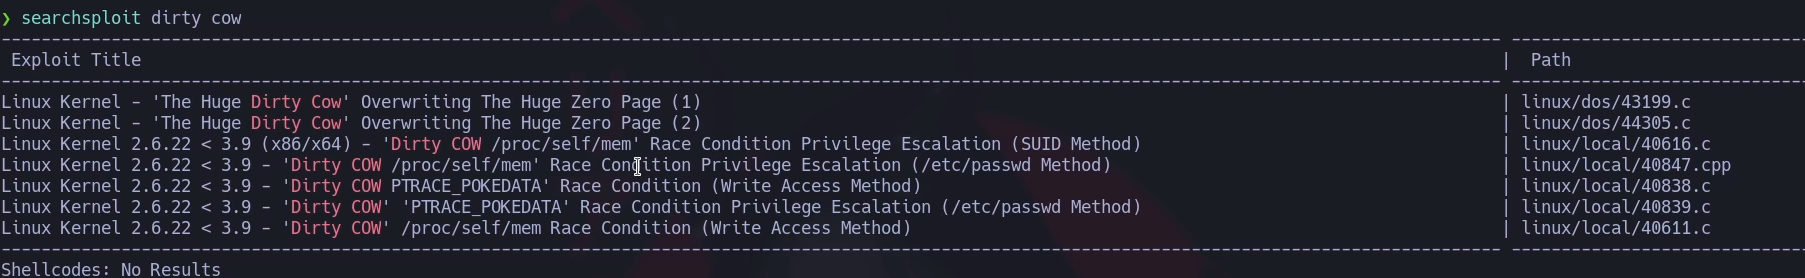 ❯ searchsploit dirty cow
---------------------------------------------------------------------------------------------------------------------------------------------------- ------------------------------
 Exploit Title | Path
---------------------------------------------------------------------------------------------------------------------------------------------------- ------------------------------
Linux Kernel - 'The Huge Dirty Cow' Overwriting The Huge Zero Page (1) | linux/dos/43199.c
Linux Kernel - 'The Huge Dirty Cow' Overwriting The Huge Zero Page (2) | linux/dos/44305.c
Linux Kernel 2.6.22 < 3.9 (x86/x64) - 'Dirty COW /proc/self/mem' Race Condition Privilege Escalation (SUID Method) | linux/local/40616.c
Linux Kernel 2.6.22 < 3.9 - 'Dirty COW /proc/self/mem' Race Condition Privilege Escalation (/etc/passwd Method) | linux/local/40847.cpp
Linux Kernel 2.6.22 < 3.9 - 'Dirty COW PTRACE_POKEDATA' Race Condition (Write Access Method) | linux/local/40838.c
Linux Kernel 2.6.22 < 3.9 - 'Dirty COW' 'PTRACE_POKEDATA' Race Condition Privilege Escalation (/etc/passwd Method) | linux/local/40839.c
Linux Kernel 2.6.22 < 3.9 - 'Dirty COW' /proc/self/mem Race Condition (Write Access Method) | linux/local/40611.c
---------------------------------------------------------------------------------------------------------------------------------------------------- ------------------------------
Shellcodes: No Results